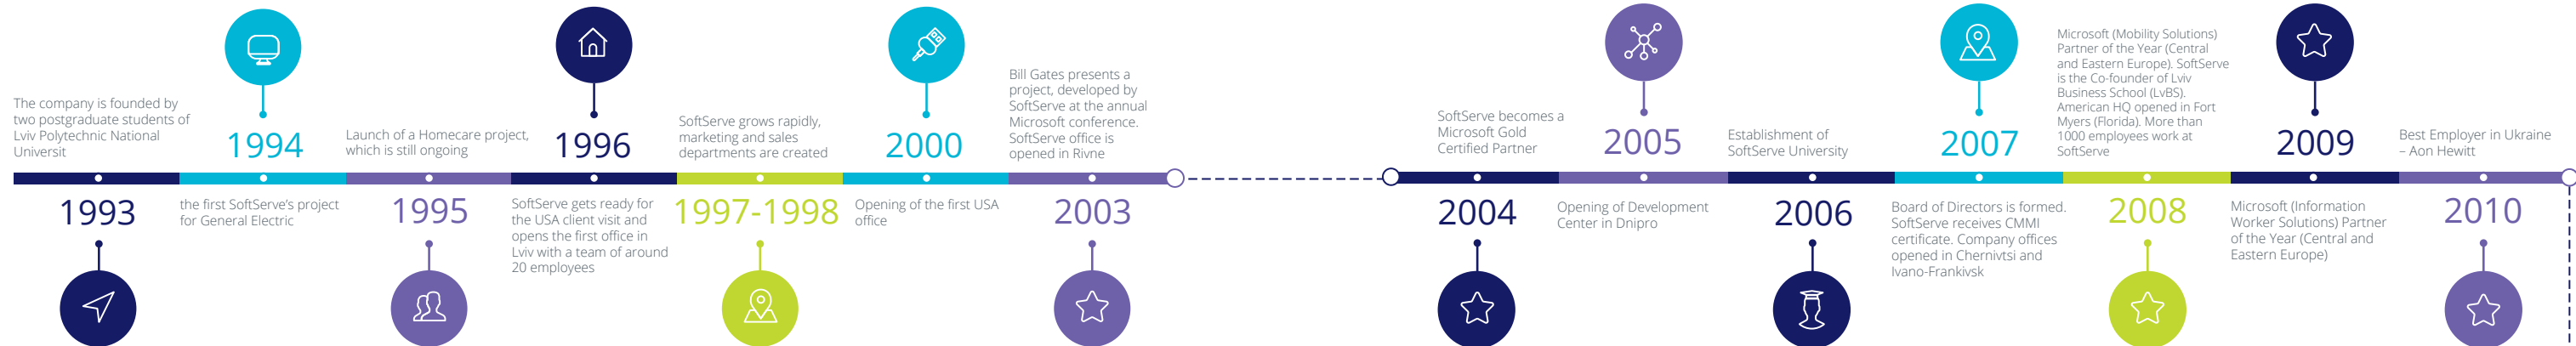 The company is founded by
two postgraduate students of
Lviv Polytechnic National
Universit
1993
1994
the first SoftServe's project
for General Electric
Launch of a Homecare project,
which is still ongoing
1995
1996
SoftServe gets ready for
the USA client visit and
opens the first office in
Lviv with a team of around
20 employees
SoftServe grows rapidly,
marketing and sales
departments are created
1997-1998
2000
Opening of the first USA
office
Bill Gates presents a
project, developed by
SoftServe at the annual
Microsoft conference.
SoftServe office is
opened in Rivne
2003
SoftServe becomes a
Microsoft Gold
Certified Partner
2004
2005
Opening of Development
Center in Dnipro
Establishment of
SoftServe University
2006
2007
Board of Directors is formed.
SoftServe receives CMMI
certificate. Company offices
opened in Chernivtsi and
Ivano-Frankivsk
Microsoft (Mobility Solutions)
Partner of the Year (Central
and Eastern Europe). SoftServe
is the Co-founder of Lviv
Business School (LvBS).
American HQ opened in Fort
Myers (Florida). More than
1000 employees work at
SoftServe
2008
2009
Microsoft (Information
Worker Solutions) Partner
of the Year (Central and
Eastern Europe)
Best Employer in Ukraine
– Aon Hewitt
2010